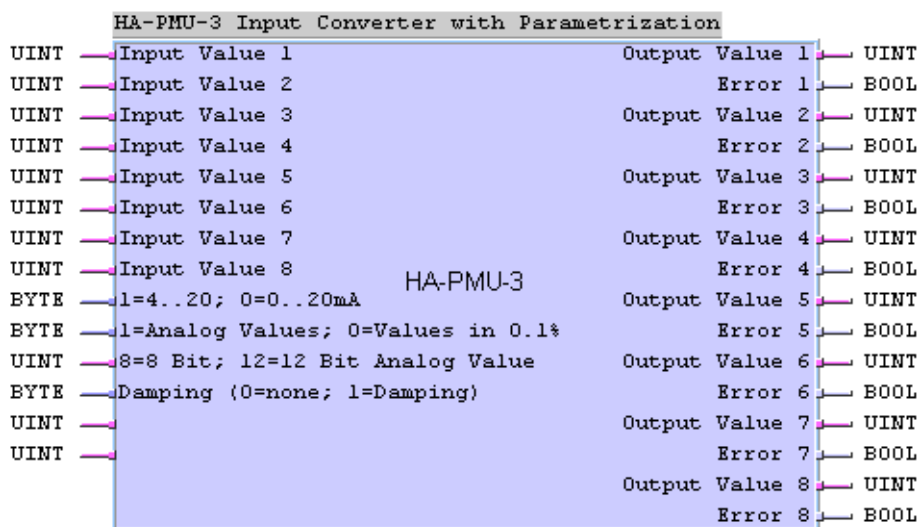 HA-PMU-3 Input Converter with Parametrization
UINT Input Value 1 Output Value 1 UINT
UINT Input Value 2 Error 1 BOOL
UINT Input Value 3 Output Value 2 UINT
UINT Input Value 4 Error 2 BOOL
UINT Input Value 5 Output Value 3 UINT
UINT Input Value 6 Error 3 BOOL
UINT Input Value 7 Output Value 4 UINT
UINT Input Value 8 Error 4 BOOL
HA-PMU-3
BYTE 1=4..20; 0=0..20mA Output Value 5 UINT
BYTE 1=Analog Values; 0=Values in 0.1% Error 5 BOOL
UINT 8=8 Bit; 12=12 Bit Analog Value Output Value 6 UINT
BYTE Damping (0=none; 1=Damping) Error 6 BOOL
UINT Output Value 7 UINT
UINT Error 7 BOOL
Output Value 8 UINT
Error 8 BOOL